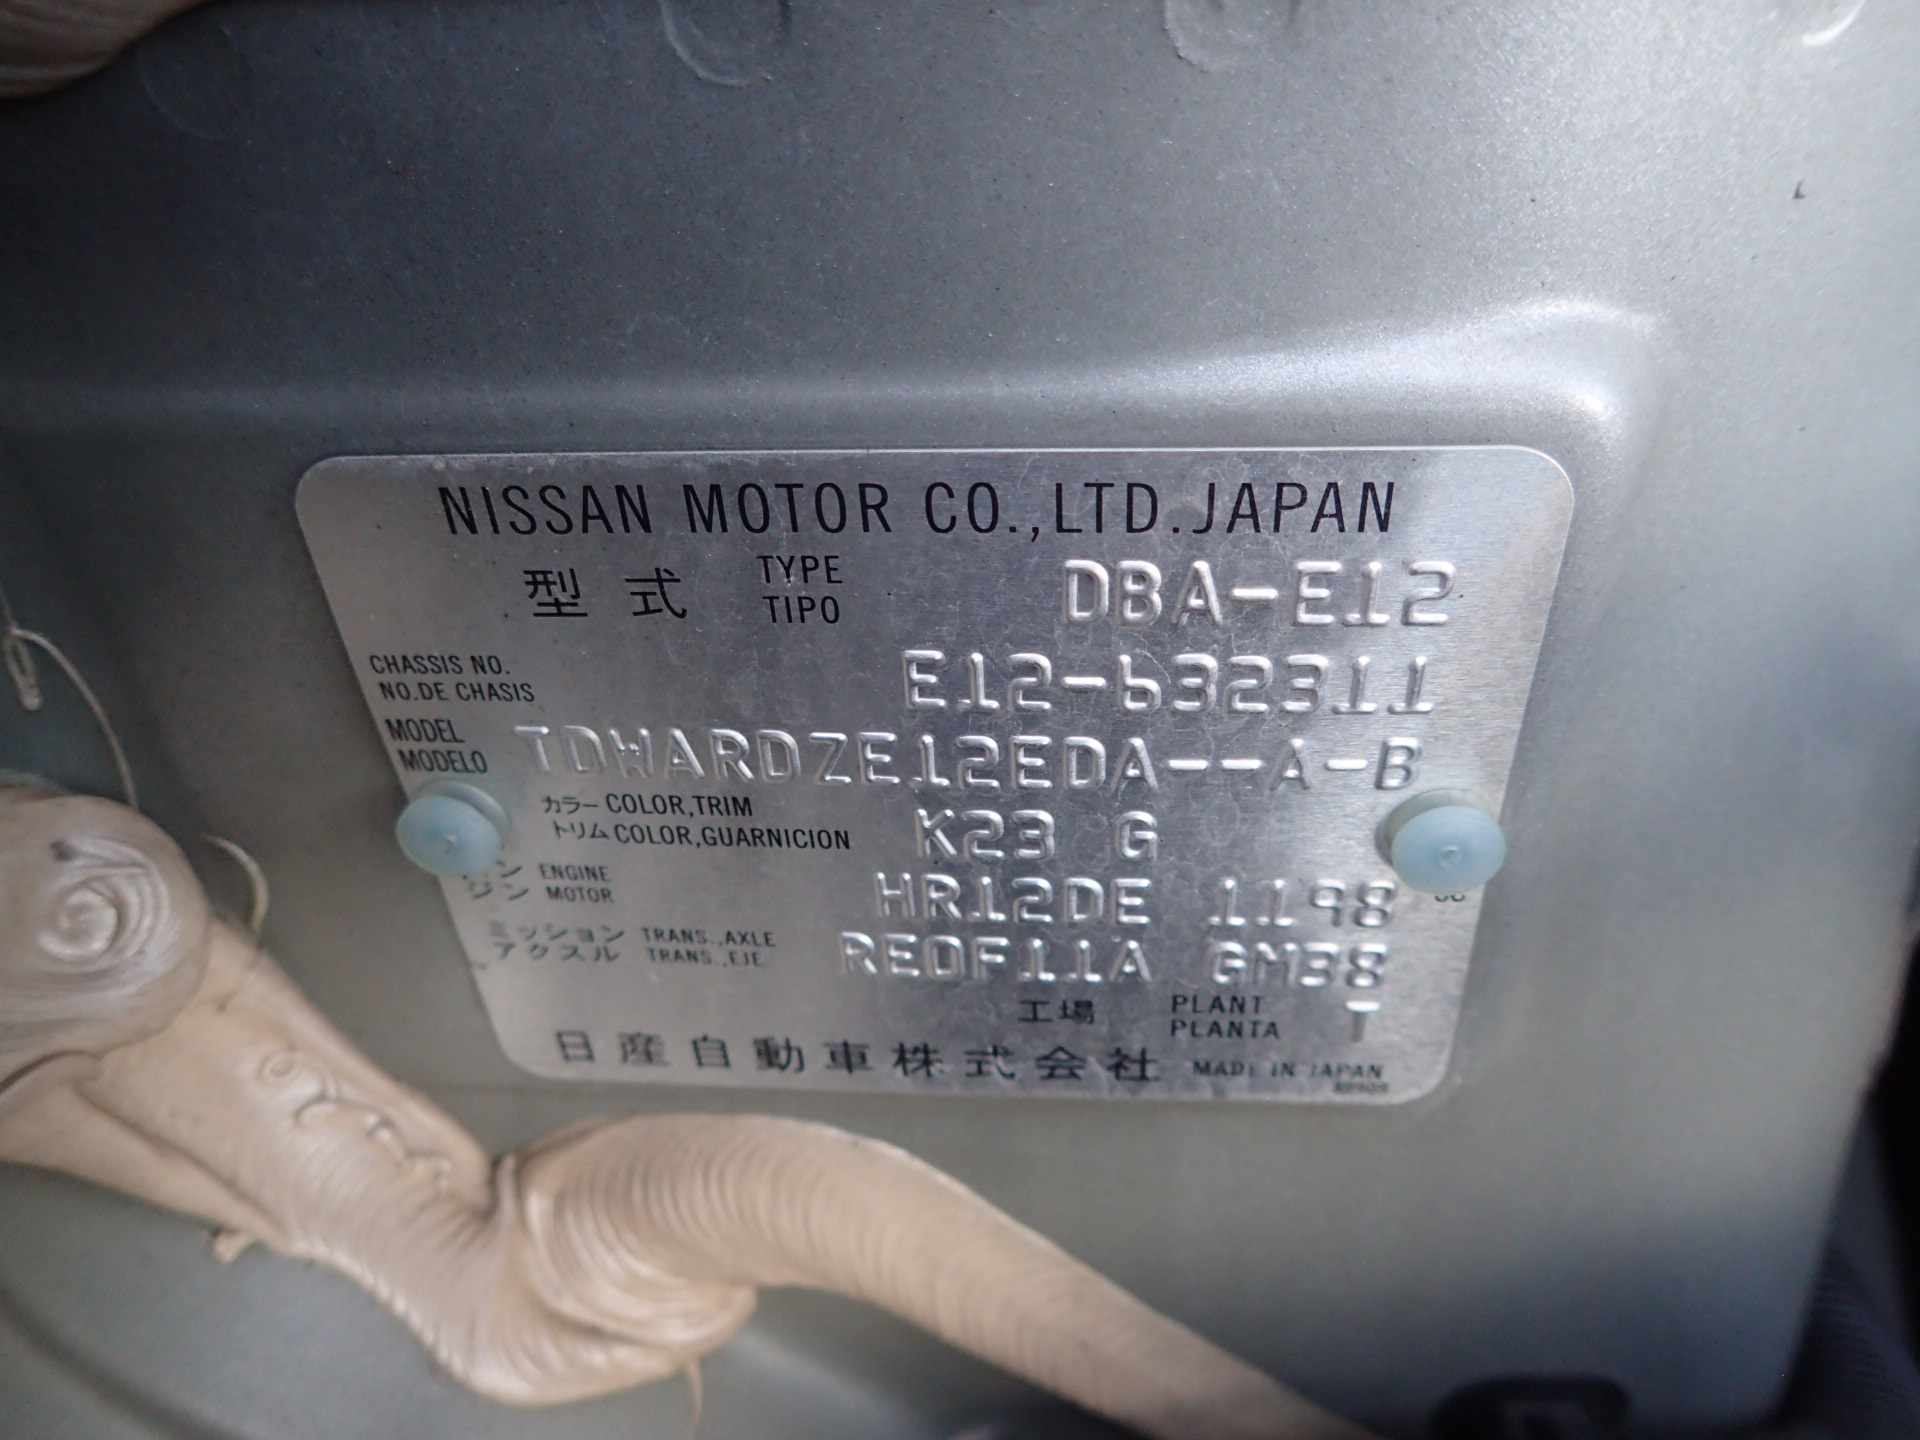 NISSAN MOTOR CO.,LTD.JAPAN
型 式 TYPE TIPO DBA-E12
CHASSIS NO.
NO.DE CHASIS E12-632311
MODEL
MODELO TDWARDZE12EDA--A-B
カラー COLOR,TRIM
トリム COLOR,GUARNICION K23 G
ン ENGINE
ジン MOTOR HR12DE 1198
ミッション TRANS.,AXLE
アクスル TRANS.,EJE RE0F11A GM38
工場 PLANT PLANTA T
日産自動車株式会社 MADE IN JAPAN